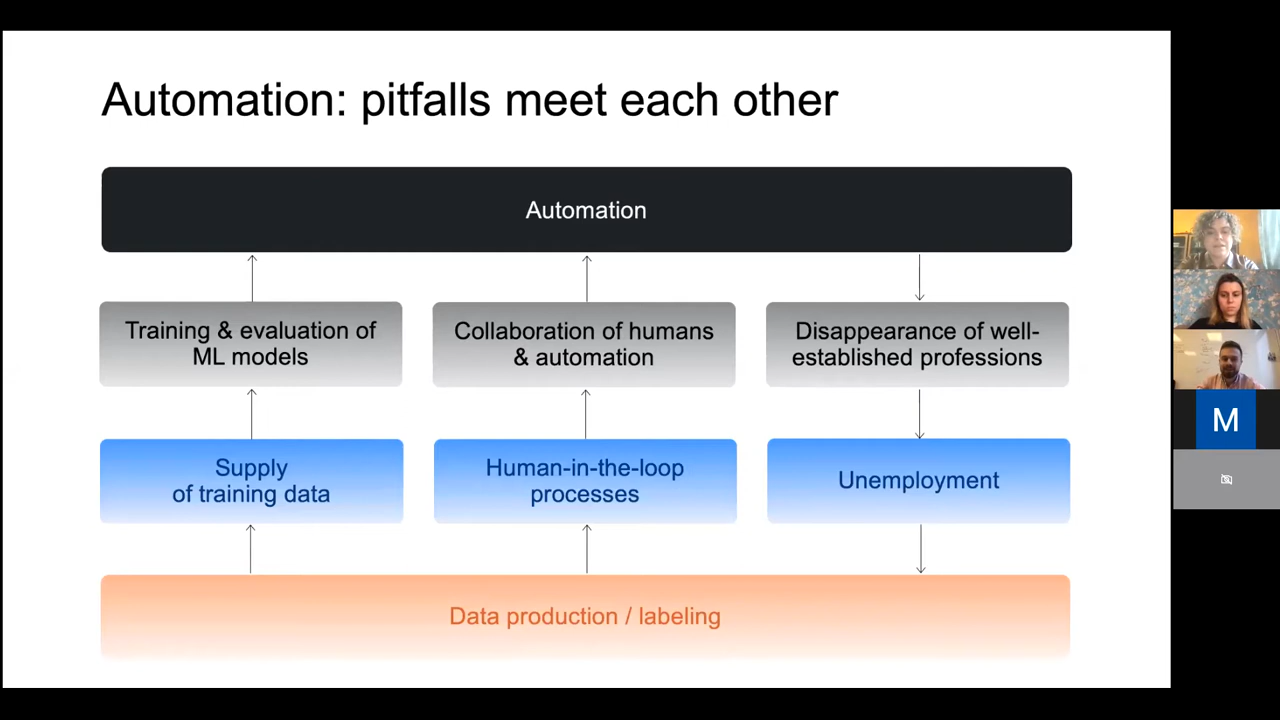 Automation: pitfalls meet each other
Automation
Training & evaluation of
ML models
Collaboration of humans
& automation
Disappearance of well-
established professions
Supply
of training data
Human-in-the-loop
processes
Unemployment
Data production / labeling
M